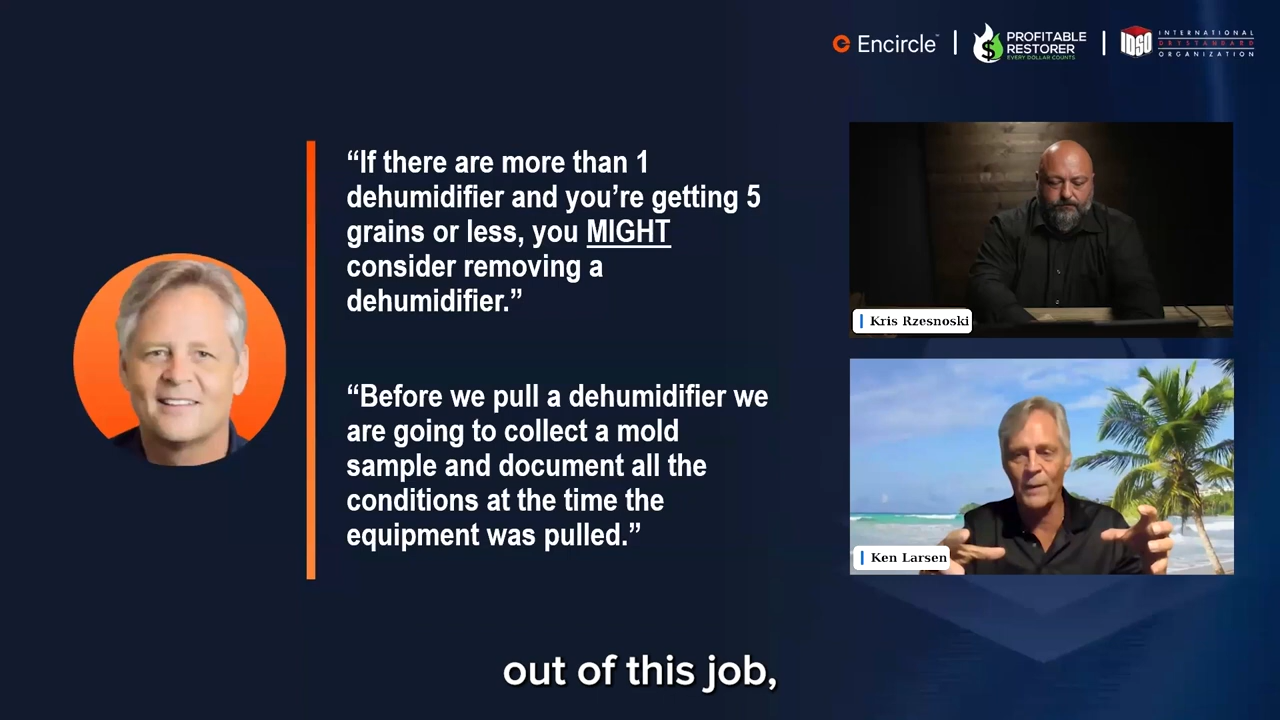 Encircle
PROFITABLE
RESTORER
EVERY DOLLAR COUNTS
IDSO
INTERNATIONAL
DRYSTANDARD
ORGANIZATION
“If there are more than 1
dehumidifier and you’re getting 5
grains or less, you MIGHT
consider removing a
dehumidifier.”
“Before we pull a dehumidifier we
are going to collect a mold
sample and document all the
conditions at the time the
equipment was pulled.”
Kris Rzesnoski
Ken Larsen
out of this job,